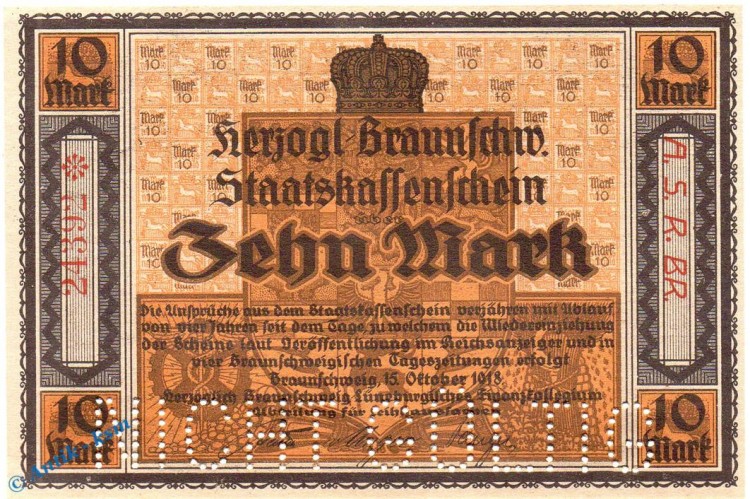 10 Mark
10 Mark
Herzogl. Braunschw.
Staatskassenschein
Zehn Mark
24392 *
A.S.R.BR.
Die Ansprüche aus dem Staatskassenschein verjähren mit Ablauf
von vier Jahren seit dem Tage, zu welchem die Wiedereinziehung
der Scheine laut Veröffentlichung im Reichsanzeiger und in
vier Braunschweigischen Tageszeitungen erfolgt
Braunschweig, 15. Oktober 1918.
Herzoglich Braunschweig Lüneburgisches Finanzkollegium
Abteilung für Leihhaussachen
NICHT GÜLTIG
10 Mark
10 Mark